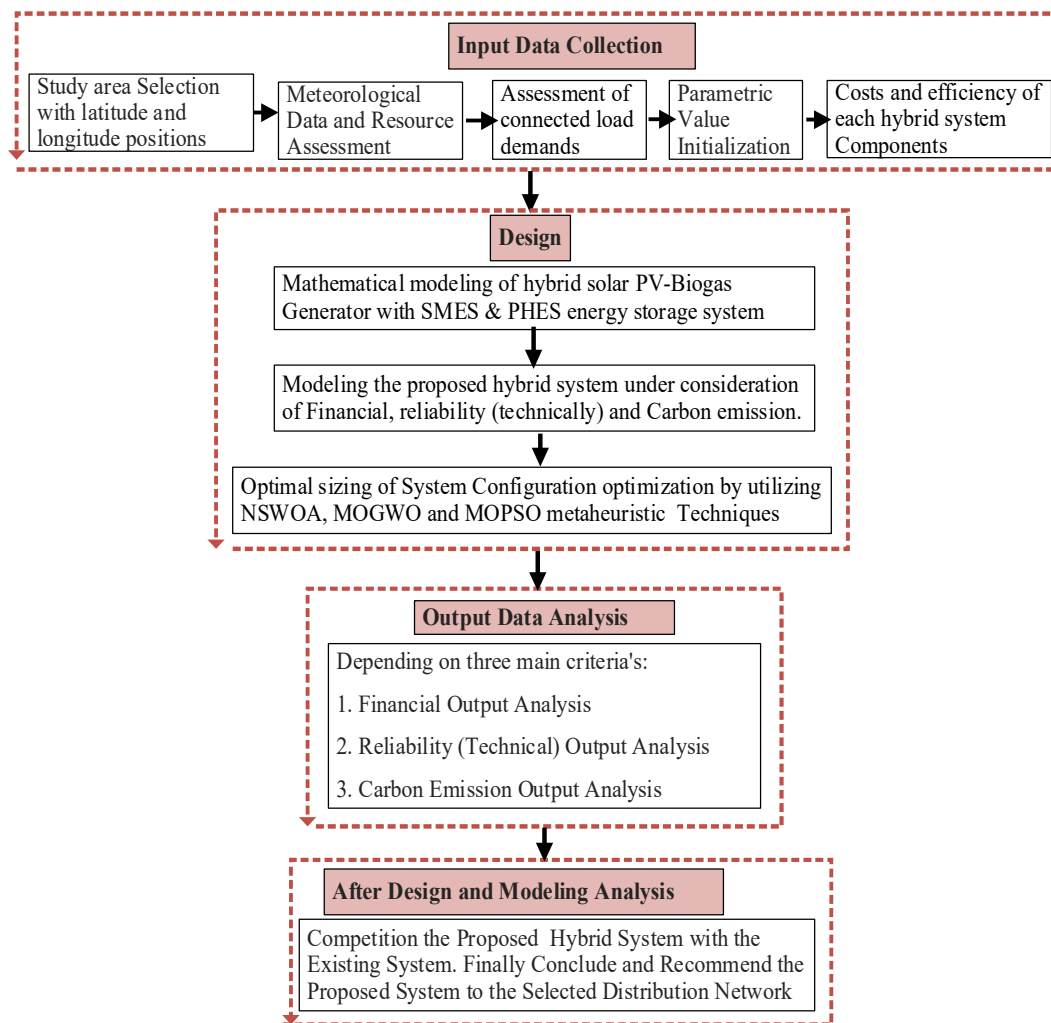 Input Data Collection
Study area Selection
with latitude and
longitude positions
Meteorological
Data and Resource
Assessment
Assessment of
connected load
demands
Parametric
Value
Initialization
Costs and efficiency of
each hybrid system
Components
Design
Mathematical modeling of hybrid solar PV-Biogas
Generator with SMES & PHES energy storage system
Modeling the proposed hybrid system under consideration
of Financial, reliability (technically) and Carbon emission.
Optimal sizing of System Configuration optimization by utilizing
NSWOA, MOGWO and MOPSO metaheuristic Techniques
Output Data Analysis
Depending on three main criteria's:
1. Financial Output Analysis
2. Reliability (Technical) Output Analysis
3. Carbon Emission Output Analysis
After Design and Modeling Analysis
Competition the Proposed Hybrid System with the
Existing System. Finally Conclude and Recommend the
Proposed System to the Selected Distribution Network